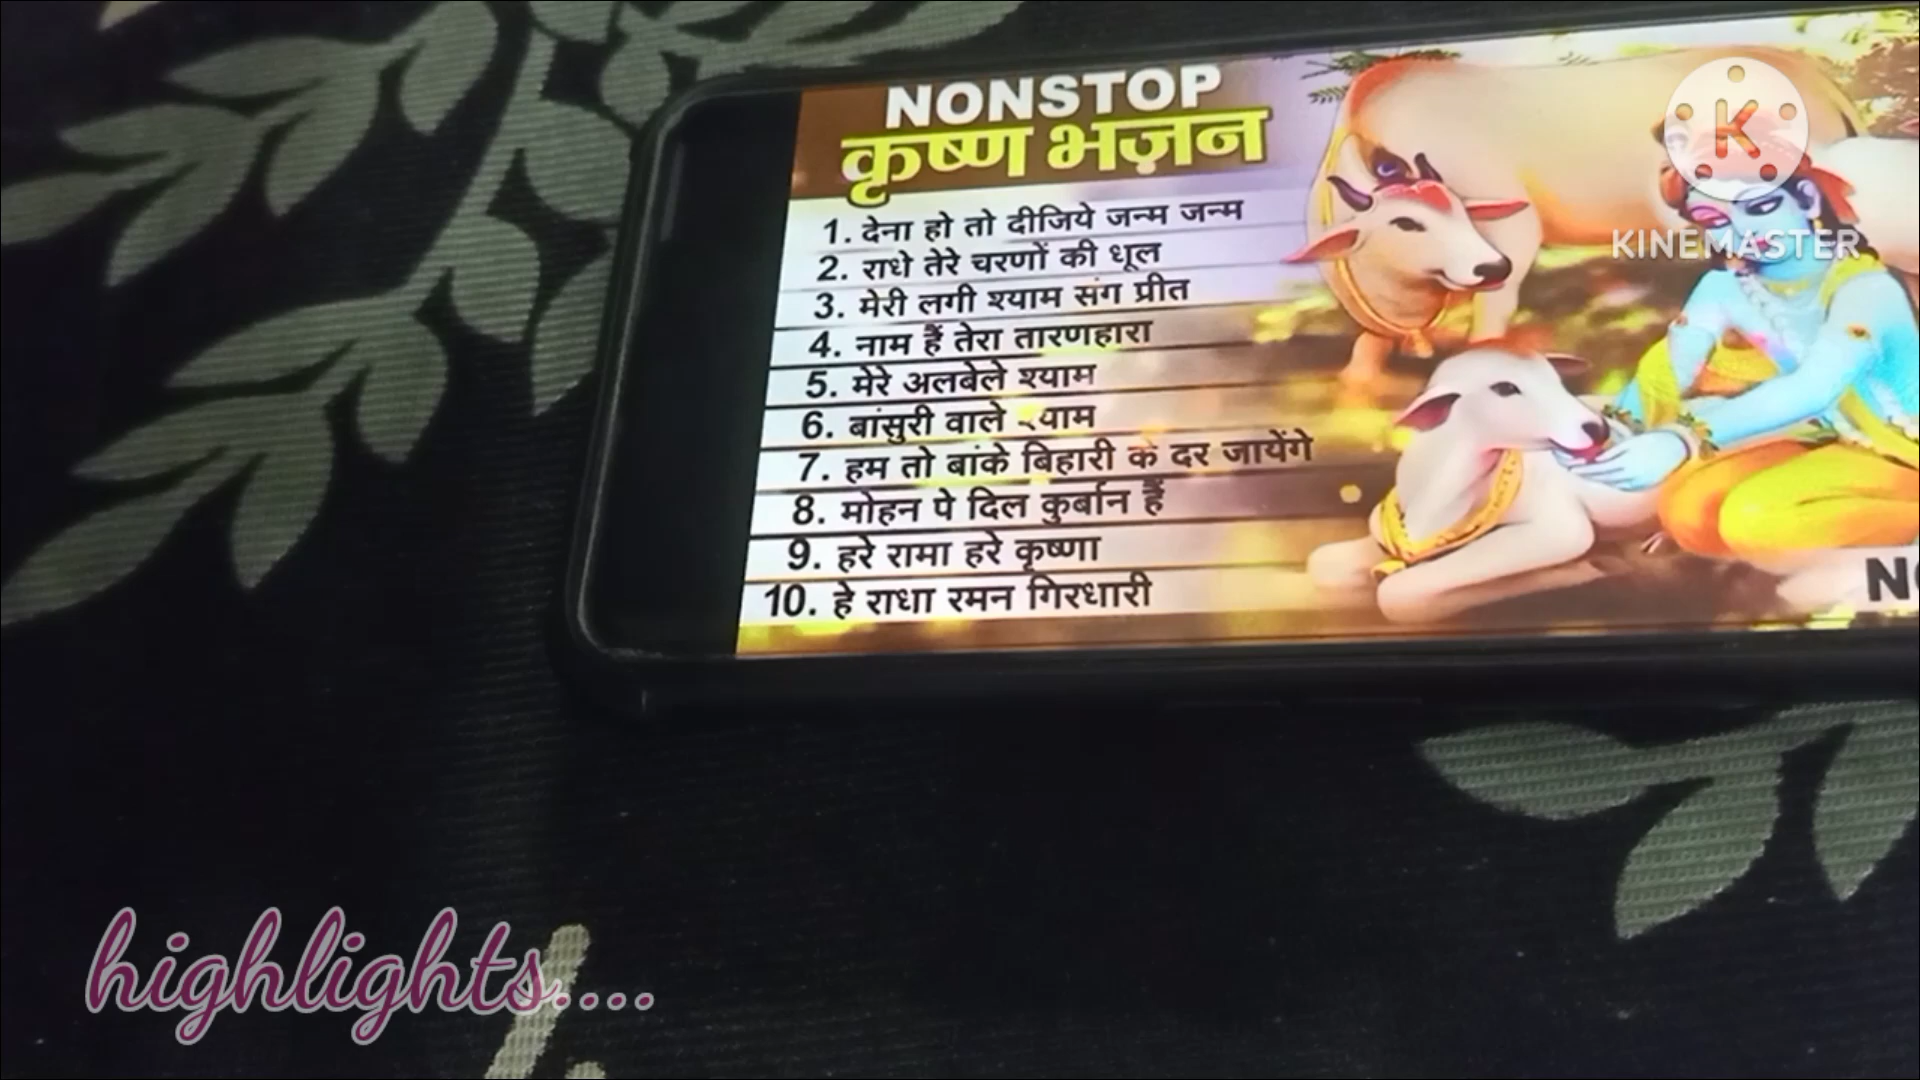 NONSTOP
कृष्ण भज़न
1. देना हो तो दीजिये जन्म जन्म
2. राधे तेरे चरणों की धूल
3. मेरी लगी श्याम संग प्रीत
4. नाम हैं तेरा तारणहारा
5. मेरे अलबेले श्याम
6. बांसुरी वाले श्याम
7. हम तो बांके बिहारी के दर जायेंगे
8. मोहन पे दिल कुर्बान हैं
9. हरे रामा हरे कृष्णा
10. हे राधा रमन गिरधारी
K
KINEMASTER
highlights....